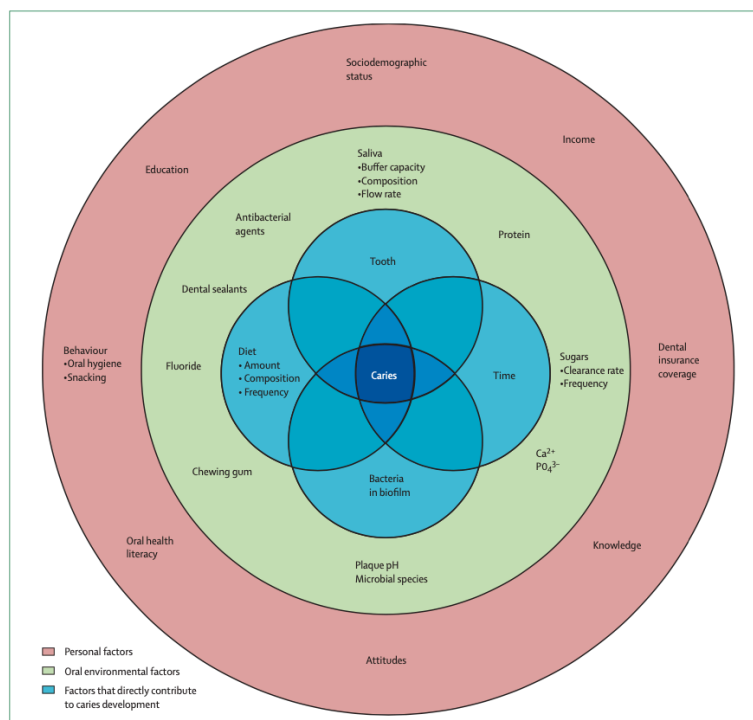 Sociodemographic
status
Income
Education
Saliva
•Buffer capacity
•Composition
•Flow rate
Antibacterial
agents
Protein
Tooth
Dental sealants
Behaviour
•Oral hygiene
•Snacking
Fluoride
Diet
• Amount
• Composition
• Frequency
Caries
Time
Sugars
•Clearance rate
•Frequency
Dental
insurance
coverage
Chewing gum
Bacteria
in biofilm
Ca²⁺
PO₄³⁻
Oral health
literacy
Knowledge
Plaque pH
Microbial species
Attitudes
Personal factors
Oral environmental factors
Factors that directly contribute
to caries development